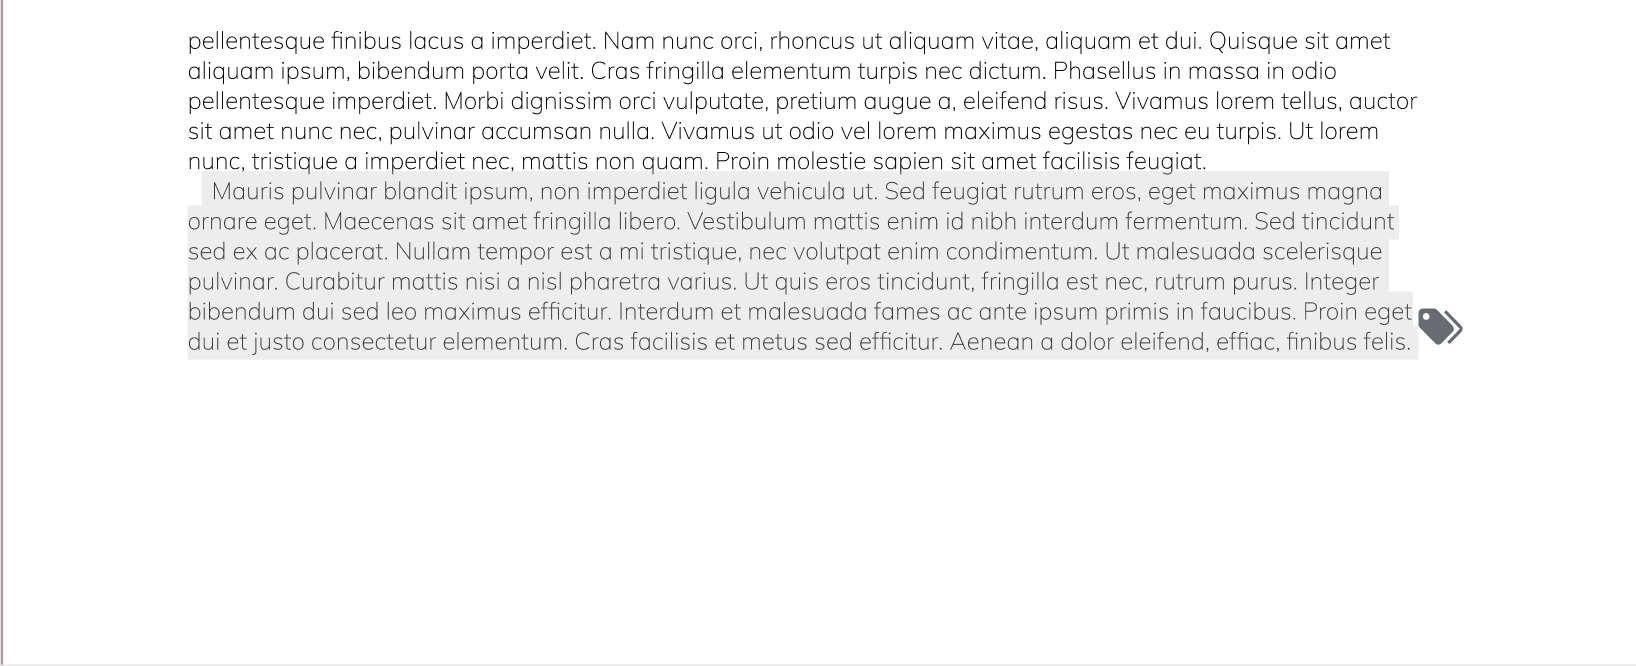 pellentesque finibus lacus a imperdiet. Nam nunc orci, rhoncus ut aliquam vitae, aliquam et dui. Quisque sit amet
aliquam ipsum, bibendum porta velit. Cras fringilla elementum turpis nec dictum. Phasellus in massa in odio
pellentesque imperdiet. Morbi dignissim orci vulputate, pretium augue a, eleifend risus. Vivamus lorem tellus, auctor
sit amet nunc nec, pulvinar accumsan nulla. Vivamus ut odio vel lorem maximus egestas nec eu turpis. Ut lorem
nunc, tristique a imperdiet nec, mattis non quam. Proin molestie sapien sit amet facilisis feugiat.
Mauris pulvinar blandit ipsum, non imperdiet ligula vehicula ut. Sed feugiat rutrum eros, eget maximus magna
ornare eget. Maecenas sit amet fringilla libero. Vestibulum mattis enim id nibh interdum fermentum. Sed tincidunt
sed ex ac placerat. Nullam tempor est a mi tristique, nec volutpat enim condimentum. Ut malesuada scelerisque
pulvinar. Curabitur mattis nisi a nisl pharetra varius. Ut quis eros tincidunt, fringilla est nec, rutrum purus. Integer
bibendum dui sed leo maximus efficitur. Interdum et malesuada fames ac ante ipsum primis in faucibus. Proin eget
dui et justo consectetur elementum. Cras facilisis et metus sed efficitur. Aenean a dolor eleifend, effiac, finibus felis.